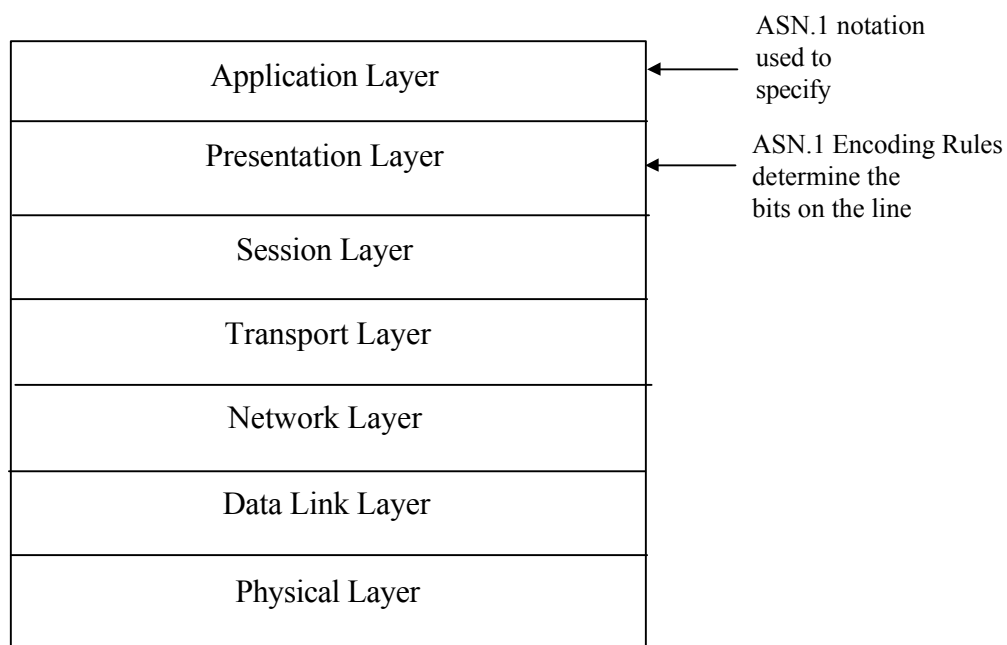 ASN.1 notation
used to
specify
Application Layer
Presentation Layer
ASN.1 Encoding Rules
determine the
bits on the line
Session Layer
Transport Layer
Network Layer
Data Link Layer
Physical Layer